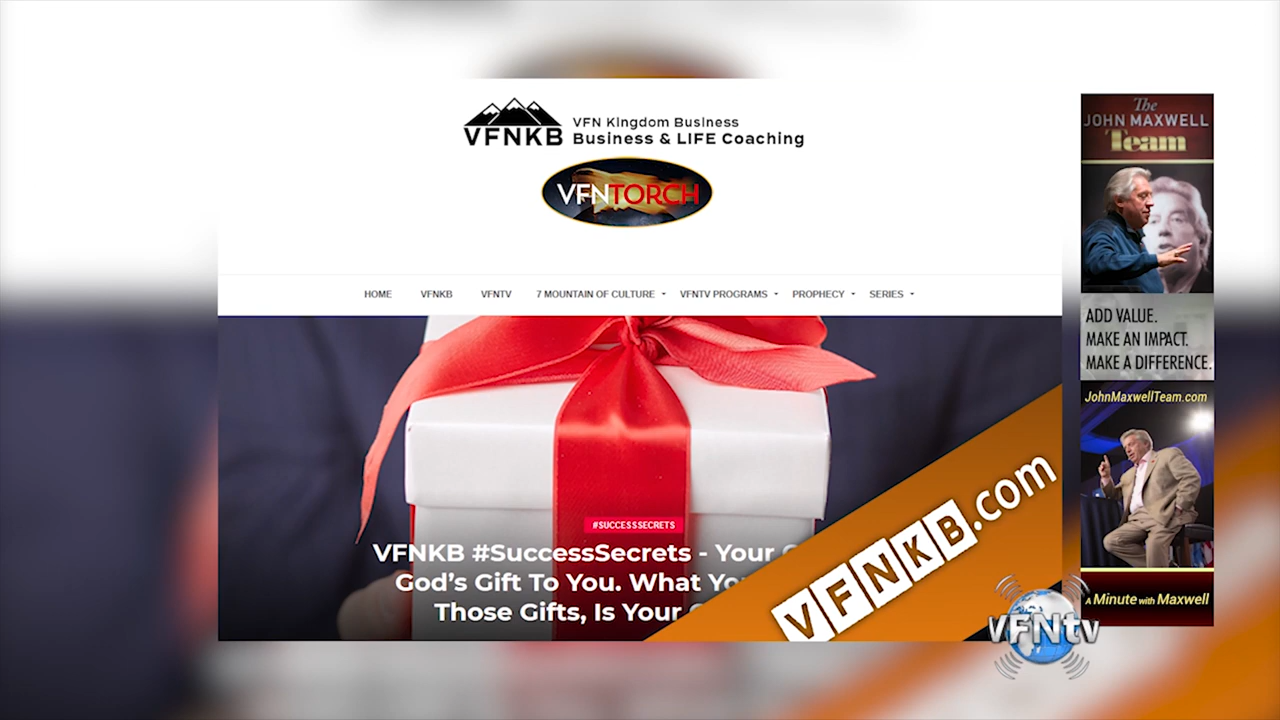 VFNKB
VFN Kingdom Business
Business & LIFE Coaching
VFNTORCH
HOME VFNKB VFNTV 7 MOUNTAIN OF CULTURE VFNTV PROGRAMS PROPHECY SERIES
#SUCCESSSECRETS
VFNKB #SuccessSecrets - Your
God's Gift To You. What
Those Gifts, Is Your
VFNKB.com
The
JOHN MAXWELL
Team
ADD VALUE.
MAKE AN IMPACT.
MAKE A DIFFERENCE.
JohnMaxwellTeam.com
A Minute with Maxwell
VFNtv